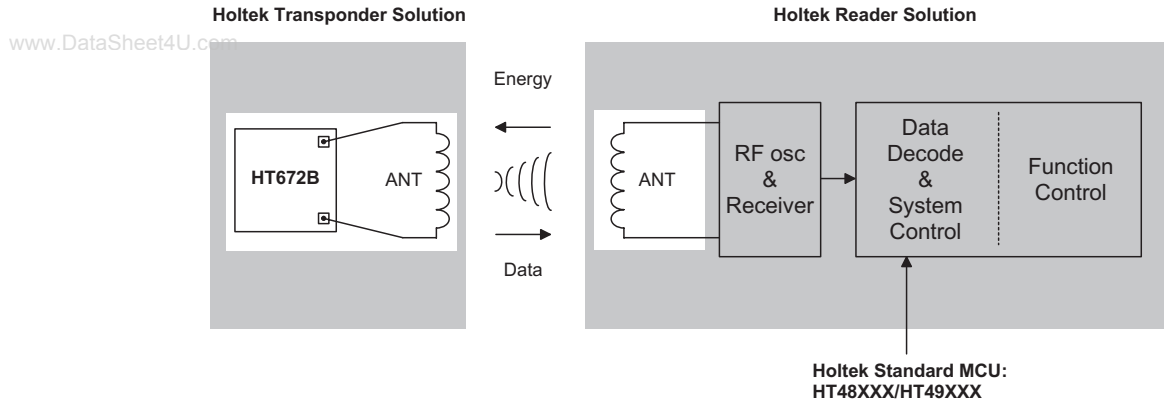 Holtek Transponder Solution
Holtek Reader Solution
www.DataSheet4U.com
Energy
HT672B
ANT
Data
ANT
RF osc
&
Receiver
Data
Decode
&
System
Control
Function
Control
Holtek Standard MCU:
HT48XXX/HT49XXX